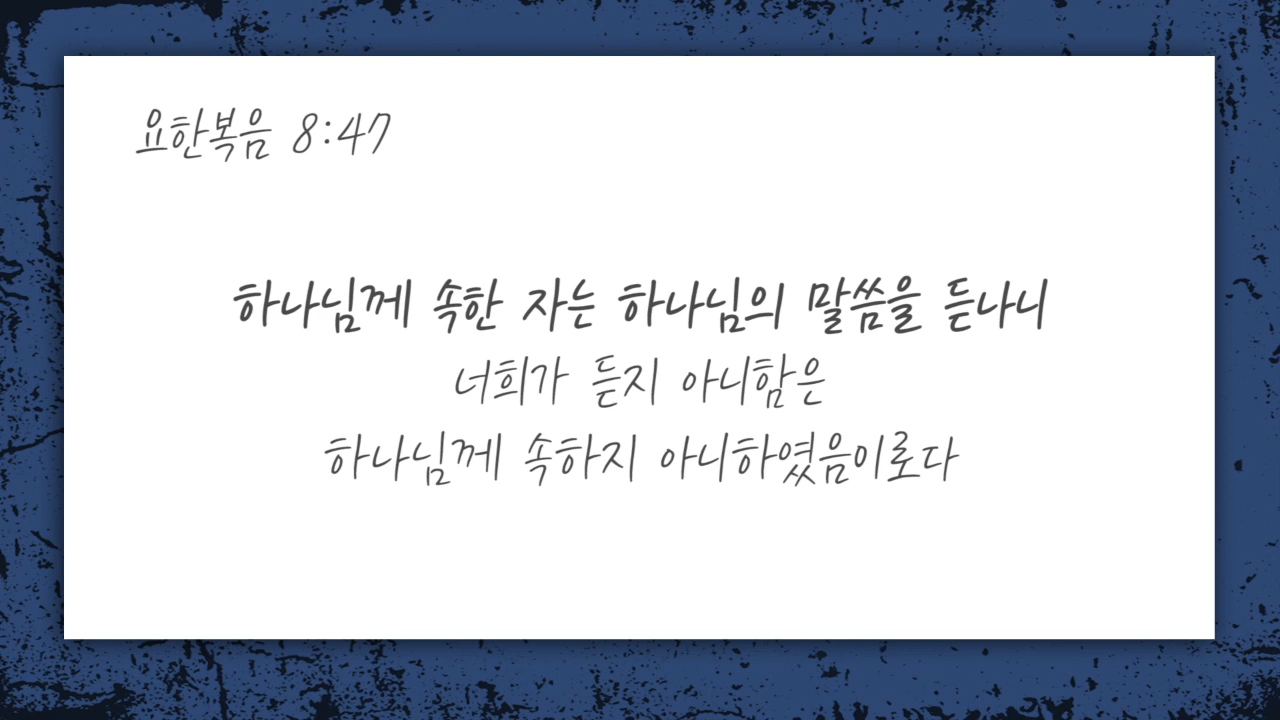 요한복음 8:47
하나님께 속한 자는 하나님의 말씀을 듣나니
너희가 듣지 아니함은
하나님께 속하지 아니하였음이로다